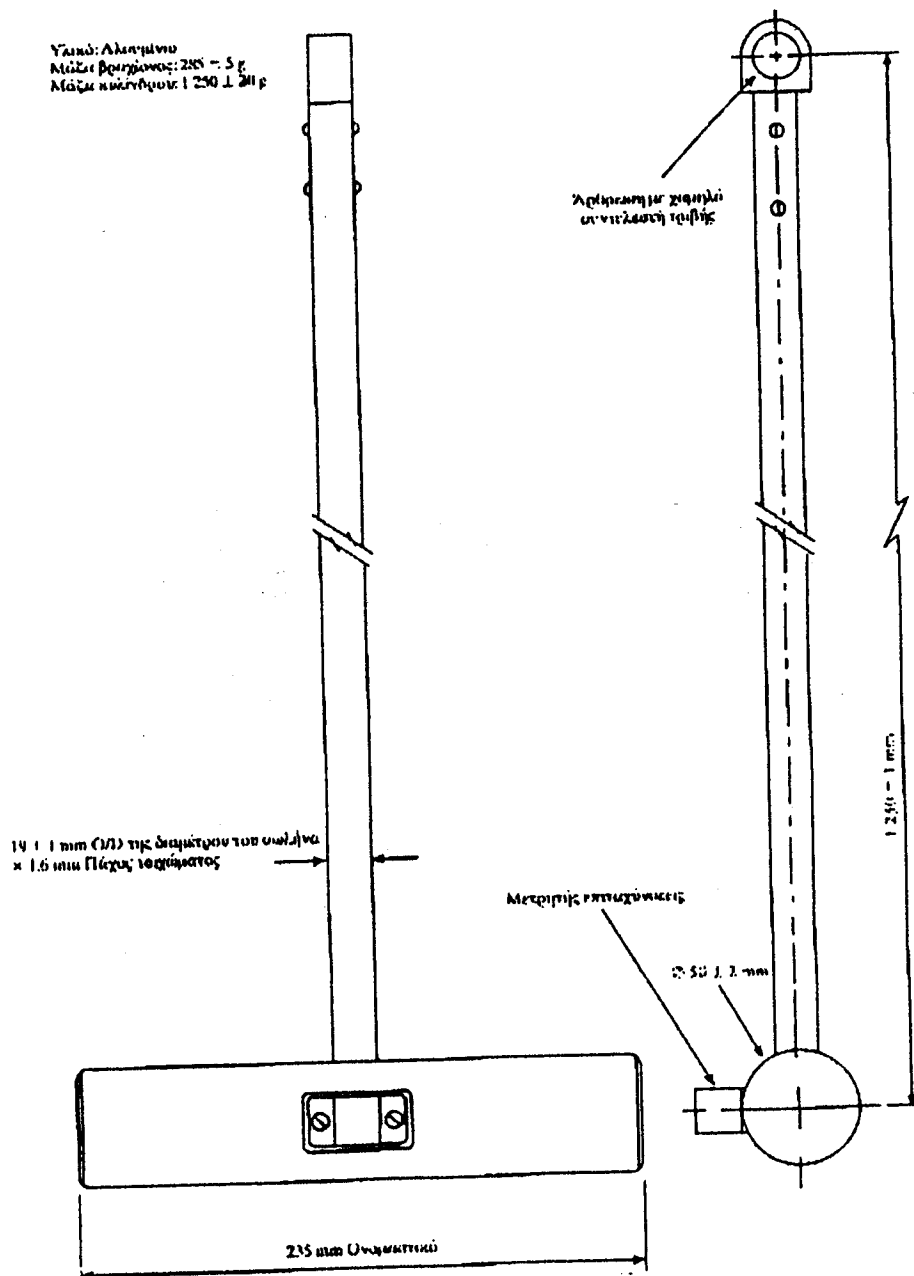 Υλικό: Αλουμίνιο
Μάζα βραχίονος: 285 ± 5 g
Μάζα κυλίνδρου: 1 250 ± 20 g
Άρθρωση με χαμηλό
συντελεστή τριβής
19 ± 1 mm O/D της διαμέτρου του σωλήνα
× 1,6 mm Πάχος τοιχώματος
1 250 ± 1 mm
Μετρητής επιταχύνσεις
∅ 50 ± 2 mm
235 mm Ονομαστικό